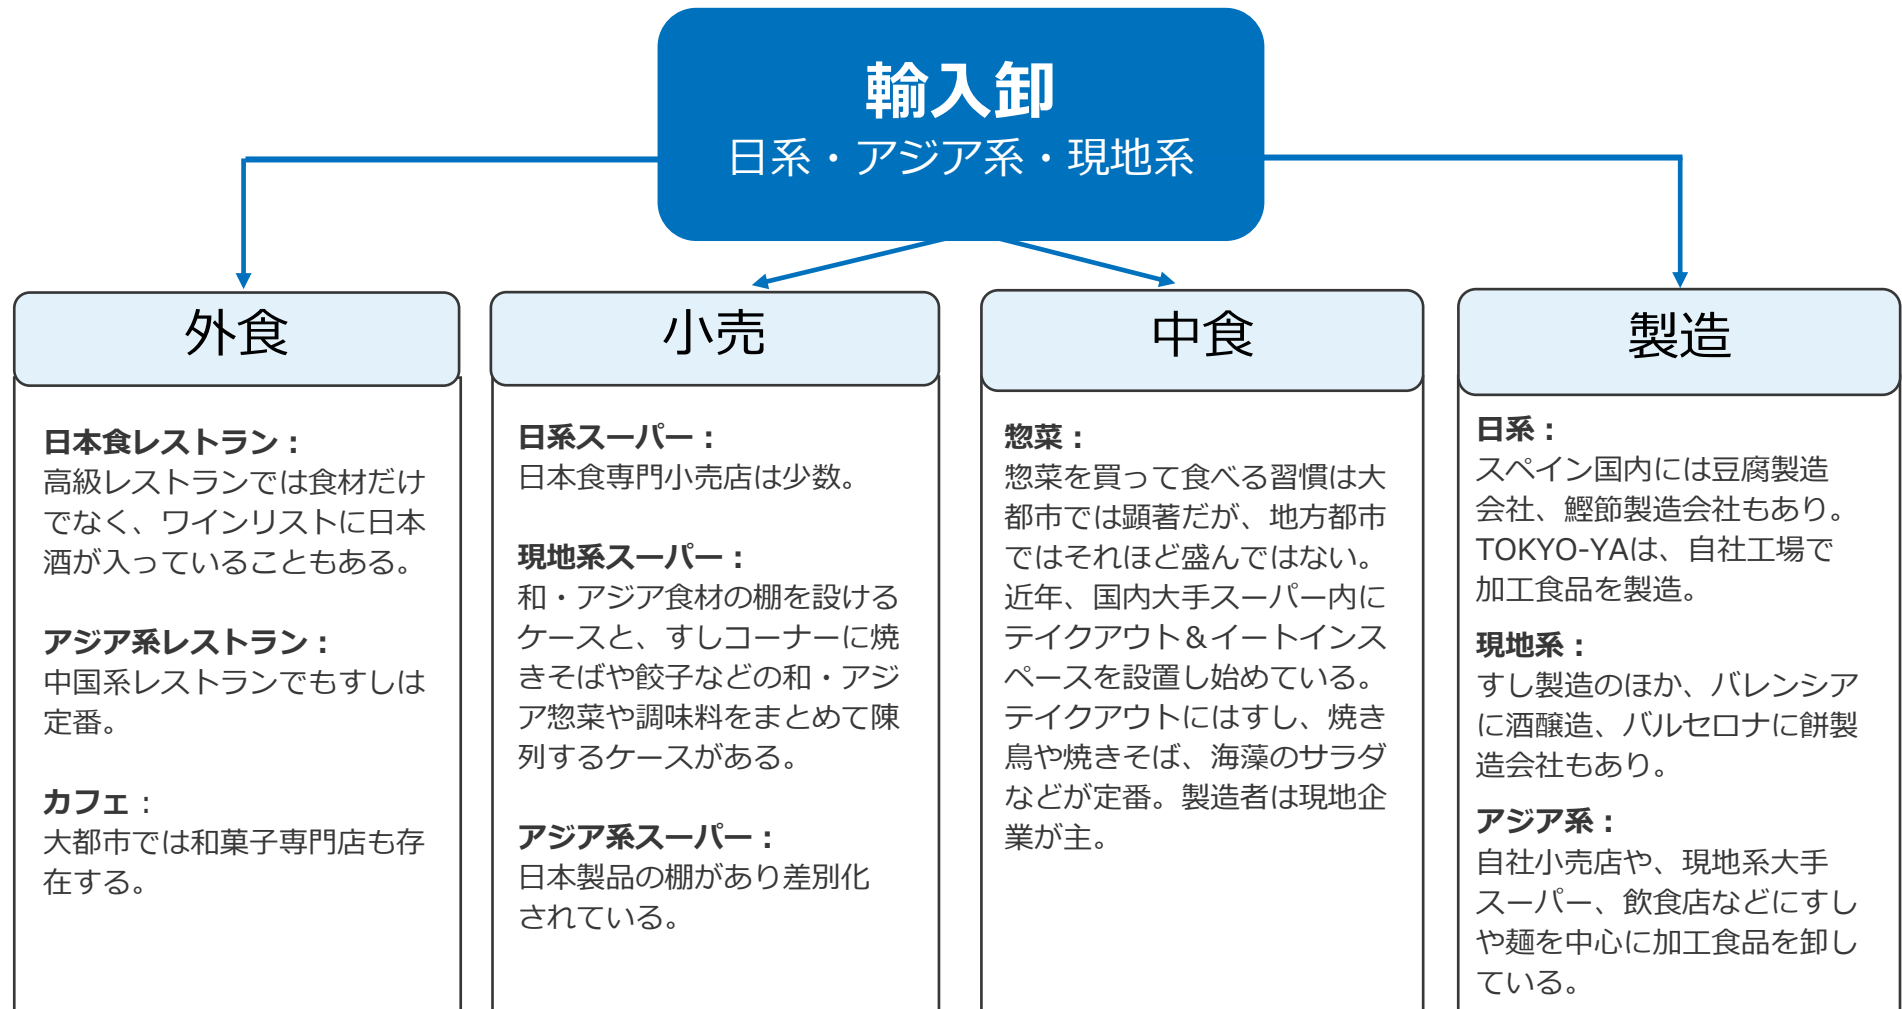 輸入卸
日系・アジア系・現地系
外食
日本食レストラン：
高級レストランでは食材だけ
でなく、ワインリストに日本
酒が入っていることもある。
アジア系レストラン：
中国系レストランでもすしは
定番。
カフェ：
大都市では和菓子専門店も存
在する。
小売
日系スーパー：
日本食専門小売店は少数。
現地系スーパー：
和・アジア食材の棚を設ける
ケースと、すしコーナーに焼
きそばや餃子などの和・アジ
ア惣菜や調味料をまとめて陳
列するケースがある。
アジア系スーパー：
日本製品の棚があり差別化
されている。
中食
惣菜：
惣菜を買って食べる習慣は大
都市では顕著だが、地方都市
ではそれほど盛んではない。
近年、国内大手スーパー内に
テイクアウト＆イートインス
ペースを設置し始めている。
テイクアウトにはすし、焼き
鳥や焼きそば、海藻のサラダ
などが定番。製造者は現地企
業が主。
製造
日系：
スペイン国内には豆腐製造
会社、鰹節製造会社もあり。
TOKYO-YAは、自社工場で
加工食品を製造。
現地系：
すし製造のほか、バレンシア
に酒醸造、バルセロナに餅製
造会社もあり。
アジア系：
自社小売店や、現地系大手
スーパー、飲食店などにすし
や麺を中心に加工食品を卸し
ている。